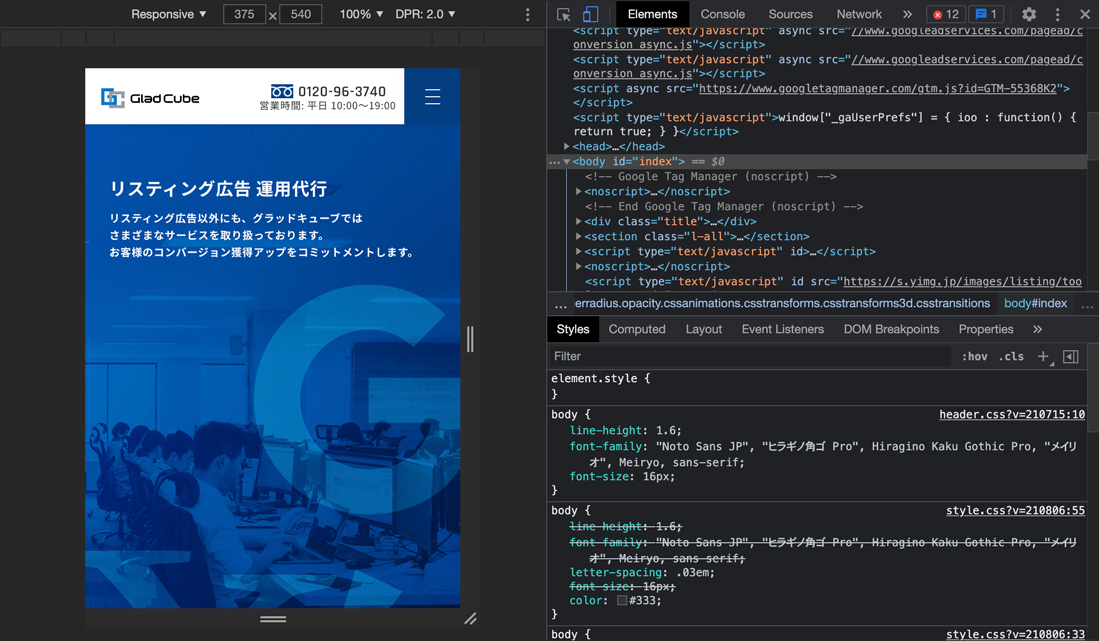 Responsive ▼ 375 × 540 100% ▼ DPR: 2.0 ▼
Glad Cube
0120-96-3740
営業時間: 平日 10:00〜19:00
リスティング広告 運用代行
リスティング広告以外にも、グラッドキューブでは
さまざまなサービスを取り扱っております。
お客様のコンバージョン獲得アップをコミットメントします。
Elements Console Sources Network » 12 1
<script type="text/javascript" async src="//www.googleadservices.com/pagead/c
onversion_async.js"></script>
<script type="text/javascript" async src="//www.googleadservices.com/pagead/c
onversion_async.js"></script>
<script async src="https://www.googletagmanager.com/gtm.js?id=GTM-55368K2">
</script>
<script type="text/javascript">window["_gaUserPrefs"] = { ioo : function() {
return true; } }</script>
▶<head>…</head>
…▼<body id="index"> == $0
<!-- Google Tag Manager (noscript) -->
▶<noscript>…</noscript>
<!-- End Google Tag Manager (noscript) -->
▶<div class="title">…</div>
▶<section class="l-all">…</section>
▶<script type="text/javascript" id>…</script>
▶<noscript>…</noscript>
<script type="text/javascript" id src="https://s.yimg.jp/images/listing/too
… erradius.opacity.cssanimations.csstransforms.csstransforms3d.csstransitions body#index …
Styles Computed Layout Event Listeners DOM Breakpoints Properties »
Filter :hov .cls +
element.style {
}
body { header.css?v=210715:10
line-height: 1.6;
font-family: "Noto Sans JP", "ヒラギノ角ゴ Pro", Hiragino Kaku Gothic Pro, "メイリ
オ", Meiryo, sans-serif;
font-size: 16px;
}
body { style.css?v=210806:55
line-height: 1.6;
font-family: "Noto Sans JP", "ヒラギノ角ゴ Pro", Hiragino Kaku Gothic Pro, "メイリ
オ", Meiryo, sans-serif;
letter-spacing: .03em;
font-size: 16px;
color: #333;
}
body { style.css?v=210806:33